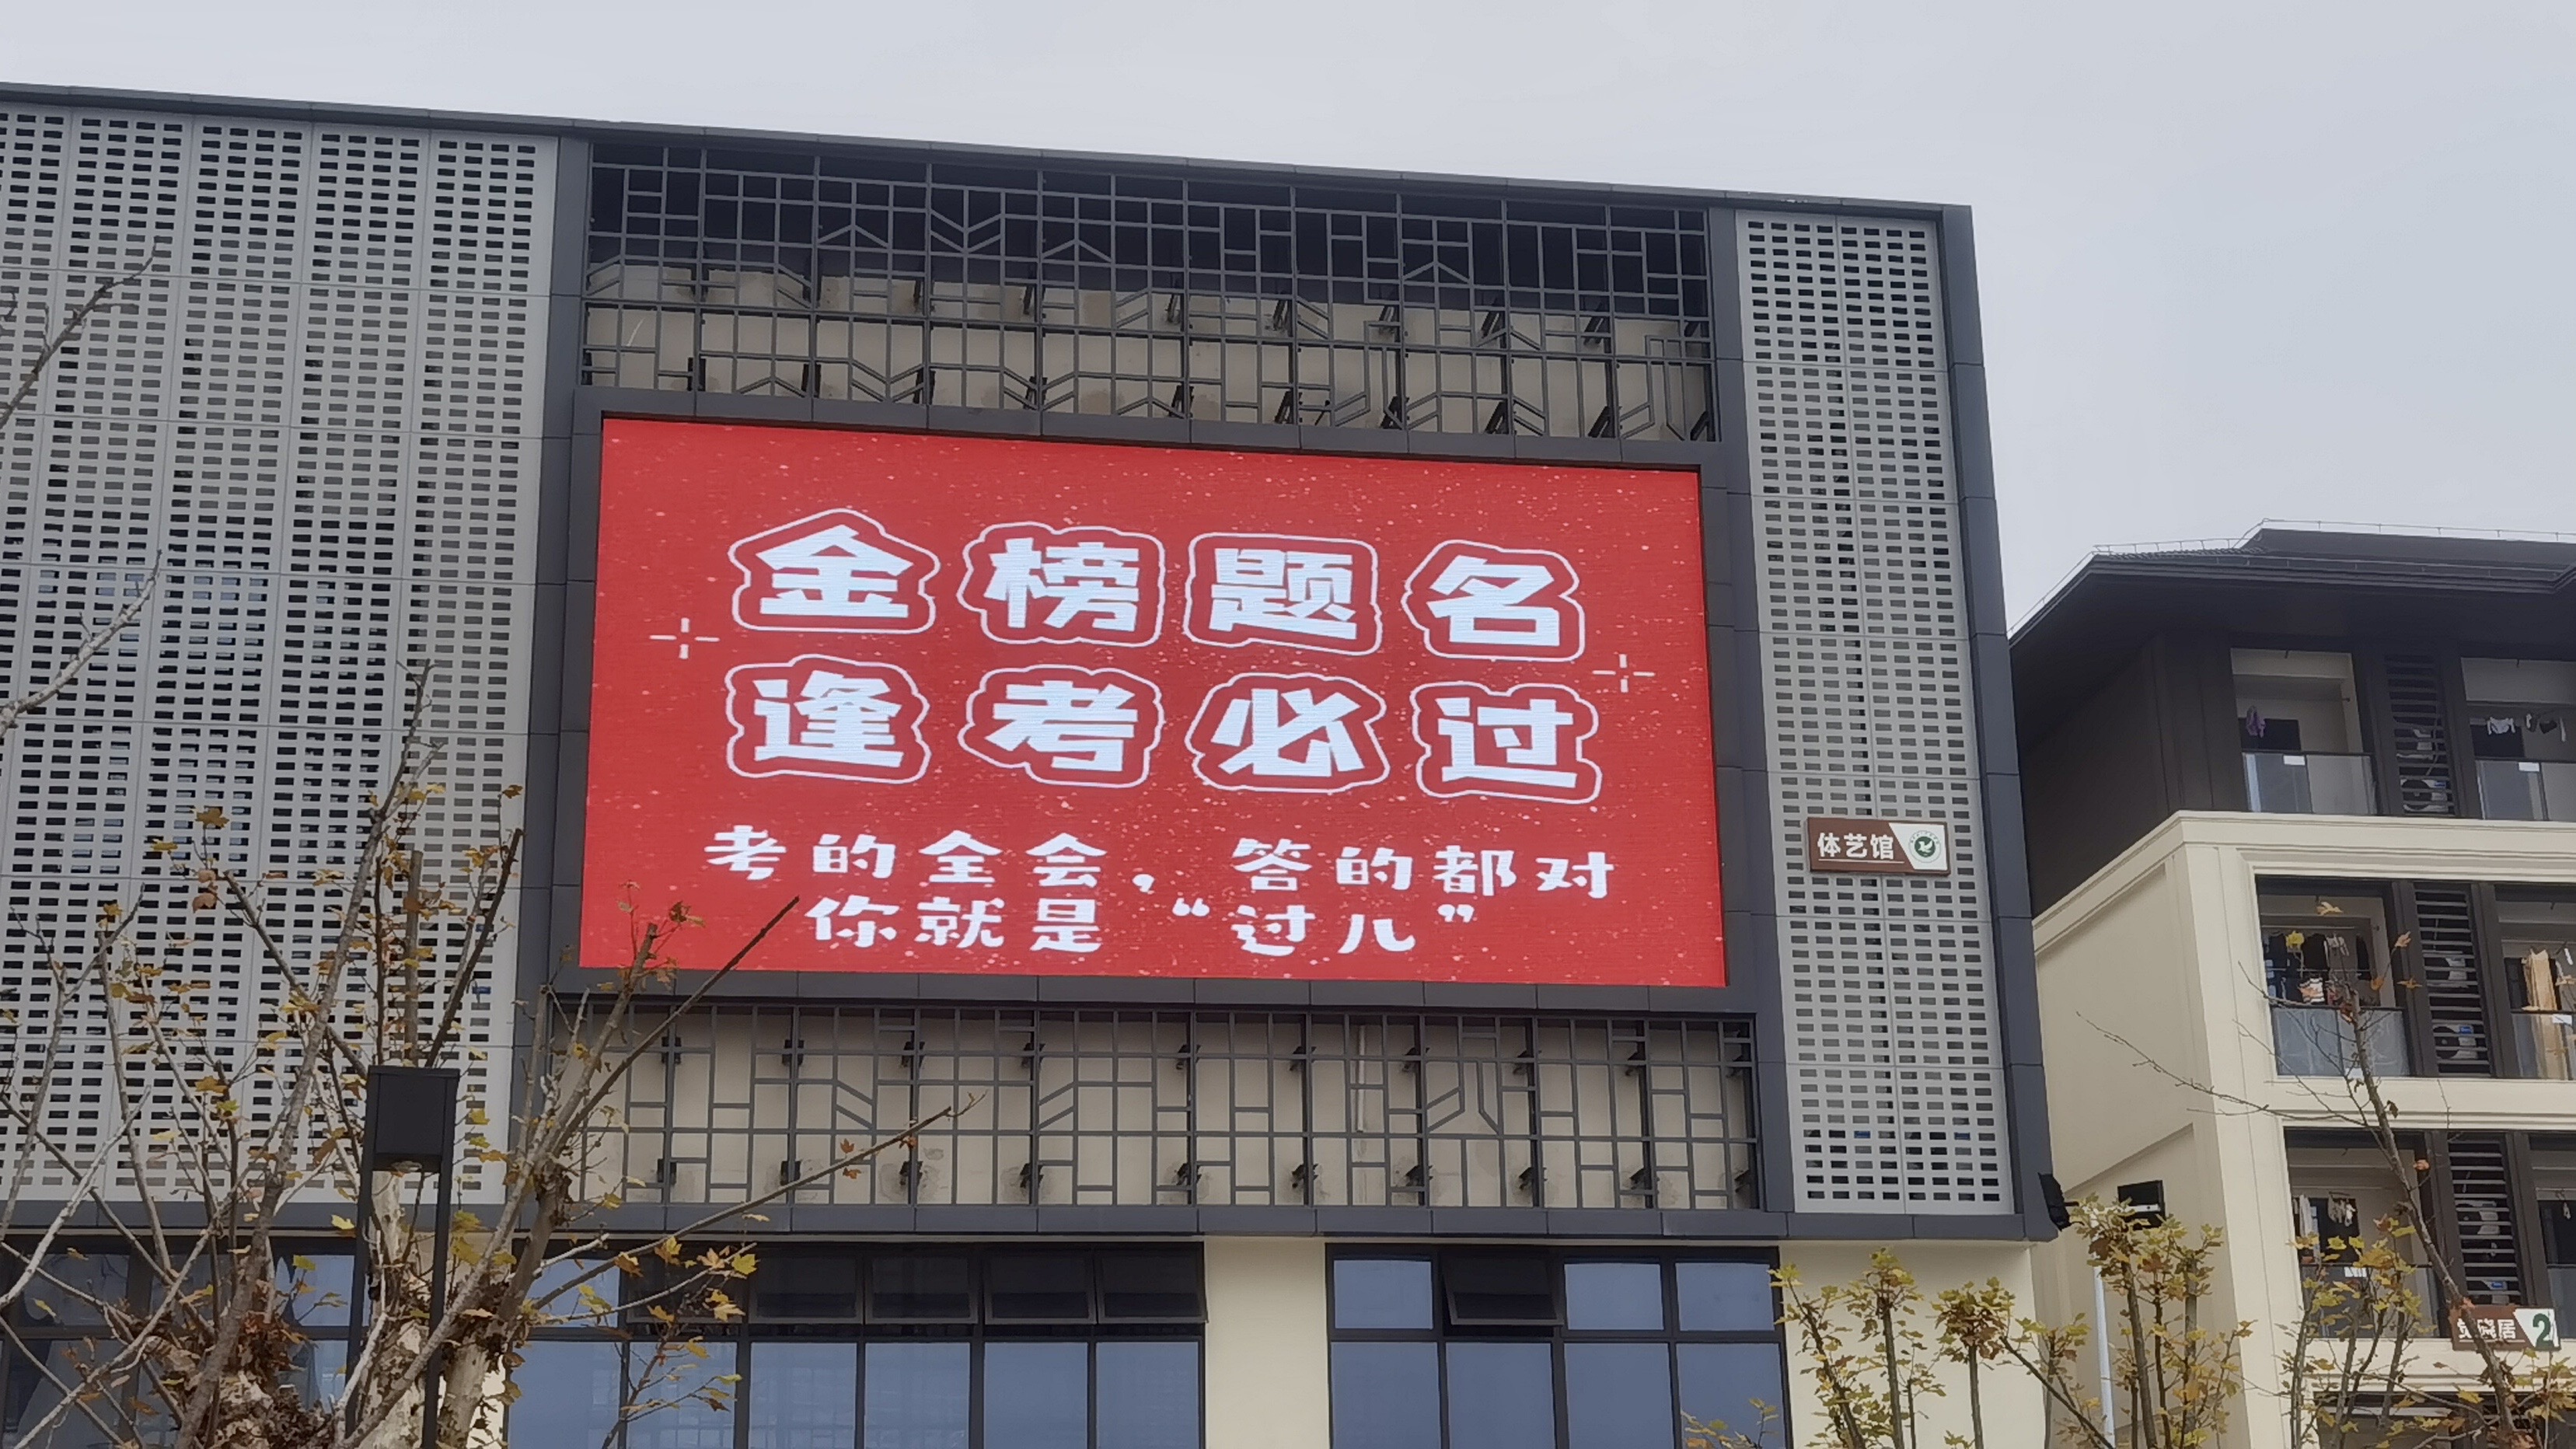 金榜题名
逢考必过
考的全会，答的都对
你就是“过儿”
体艺馆
2